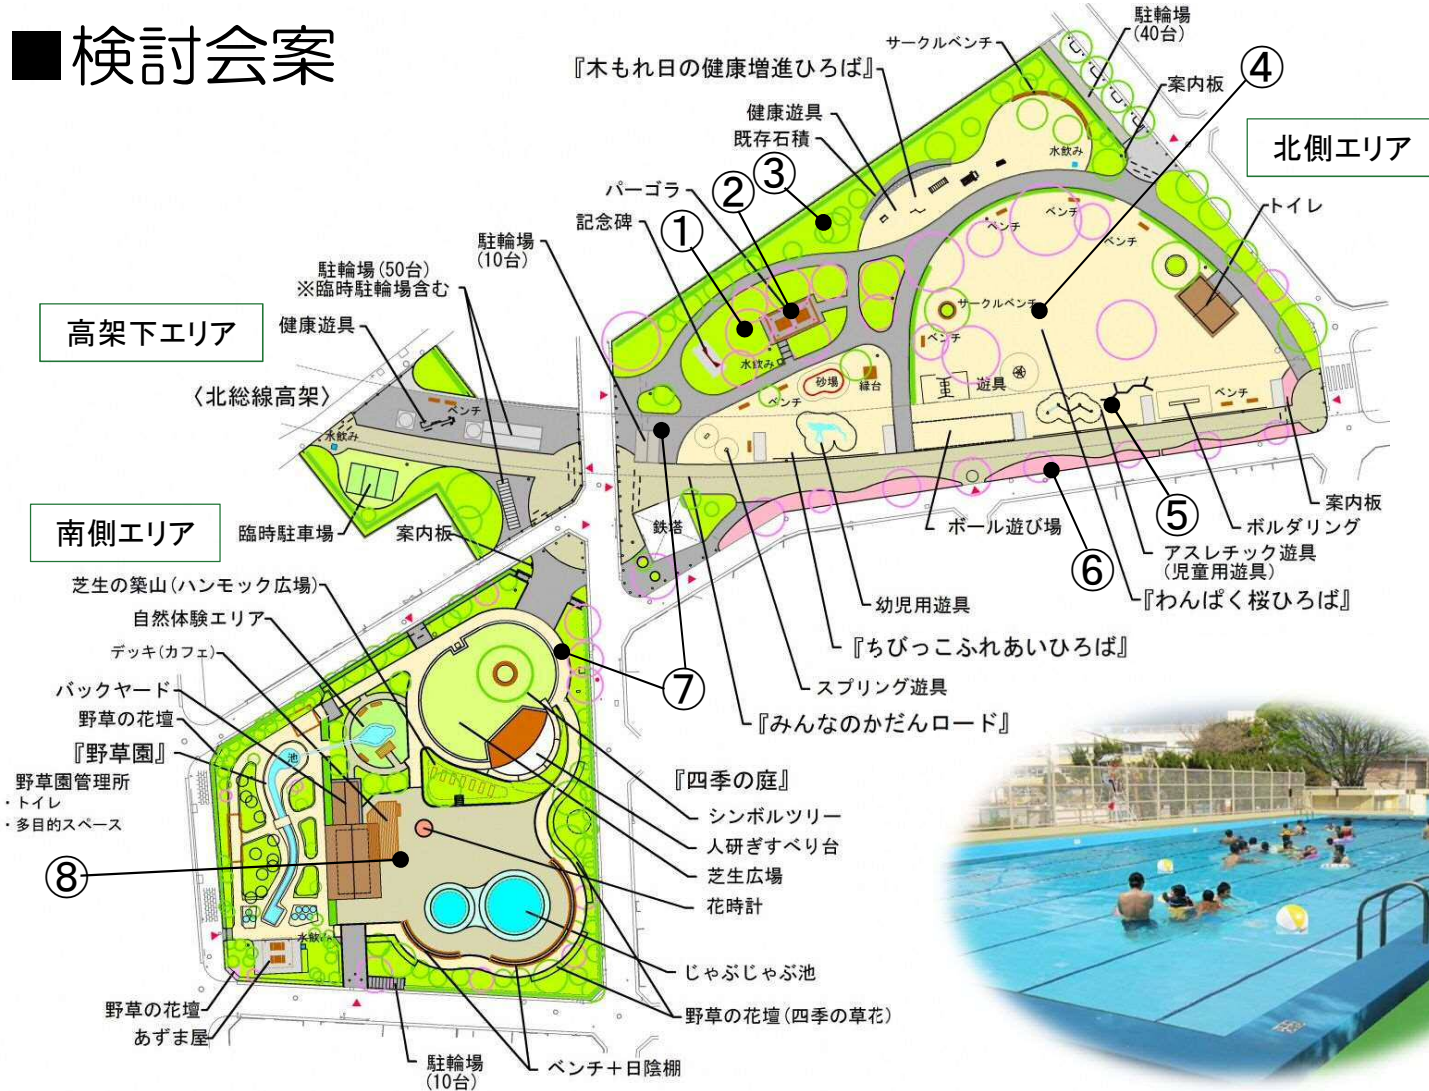 ■検討会案
駐輪場
(40台)
サークルベンチ
『木もれ日の健康増進ひろば』
案内板
④
健康遊具
既存石積
水飲み
北側エリア
③
②
パーゴラ
①
記念碑
トイレ
ベンチ
ベンチ
ベンチ
駐輪場
(10台)
駐輪場(50台)
※臨時駐輪場含む
サークルベンチ
高架下エリア
健康遊具
ベンチ
水飲み
砂場
縁台
遊具
ベンチ
ベンチ
〈北総線高架〉
ベンチ
水飲み
案内板
南側エリア
臨時駐車場
案内板
鉄塔
ボール遊び場
⑤
ボルダリング
アスレチック遊具
(児童用遊具)
⑥
『わんぱく桜ひろば』
芝生の築山(ハンモック広場)
自然体験エリア
幼児用遊具
デッキ(カフェ)
『ちびっこふれあいひろば』
バックヤード
⑦
スプリング遊具
野草の花壇
『みんなのかだんロード』
『野草園』
池
野草園管理所
・トイレ
・多目的スペース
『四季の庭』
シンボルツリー
人研ぎすべり台
芝生広場
⑧
花時計
水飲み
じゃぶじゃぶ池
野草の花壇
あずま屋
野草の花壇(四季の草花)
駐輪場
(10台)
ベンチ＋日陰棚